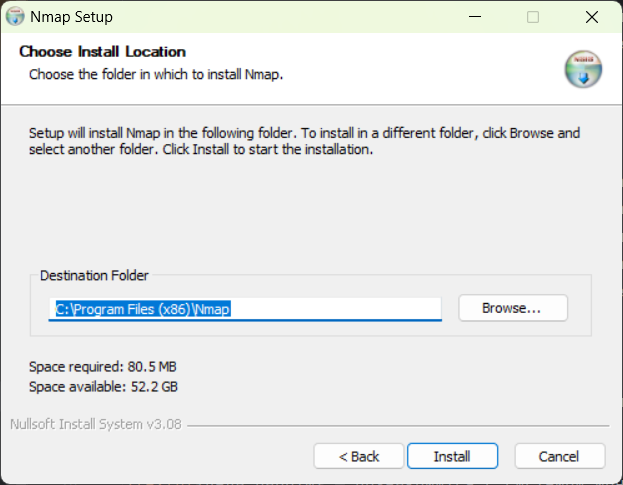 Nmap Setup
Choose Install Location
Choose the folder in which to install Nmap.
Setup will install Nmap in the following folder. To install in a different folder, click Browse and
select another folder. Click Install to start the installation.
Destination Folder
C:\Program Files (x86)\Nmap
Browse...
Space required: 80.5 MB
Space available: 52.2 GB
Nullsoft Install System v3.08
< Back
Install
Cancel